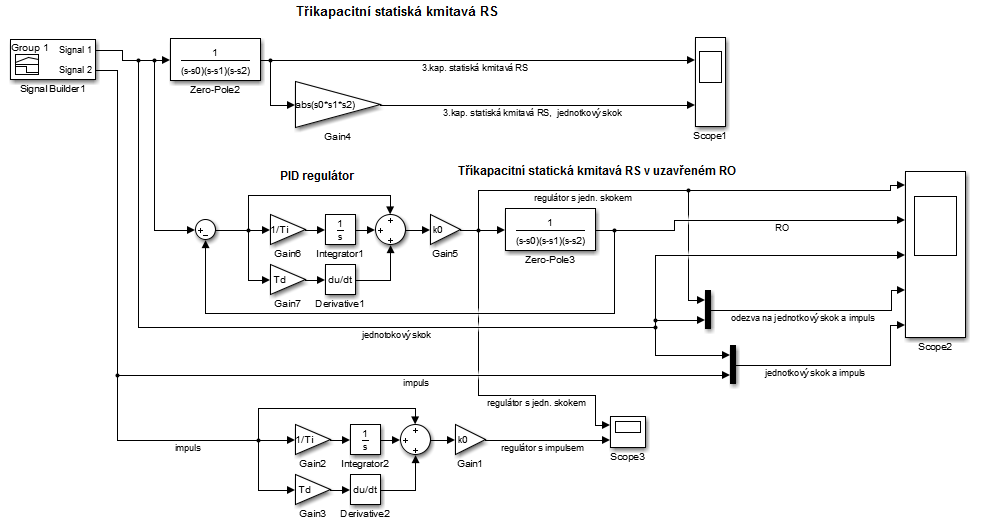 Třikapacitní statiská kmitavá RS
Group 1
Signal 1
Signal 2
Signal Builder1
1
(s-s0)(s-s1)(s-s2)
Zero-Pole2
3.kap. statiská kmitavá RS
abs(s0*s1*s2)
3.kap. statiská kmitavá RS, jednotkový skok
Gain4
Scope1
PID regulátor
Tříkapacitní statická kmitavá RS v uzavřeném RO
regulátor s jedn. skokem
1/Ti
Gain6
1
s
Integrator1
k0
Gain5
1
(s-s0)(s-s1)(s-s2)
Zero-Pole3
RO
Td
Gain7
du/dt
Derivative1
odezva na jednotkový skok a impuls
jednotokový skok
Scope2
jednotkový skok a impuls
impuls
regulátor s jedn. skokem
impuls
1/Ti
Gain2
1
s
Integrator2
k0
Gain1
regulátor s impulsem
Scope3
Td
Gain3
du/dt
Derivative2